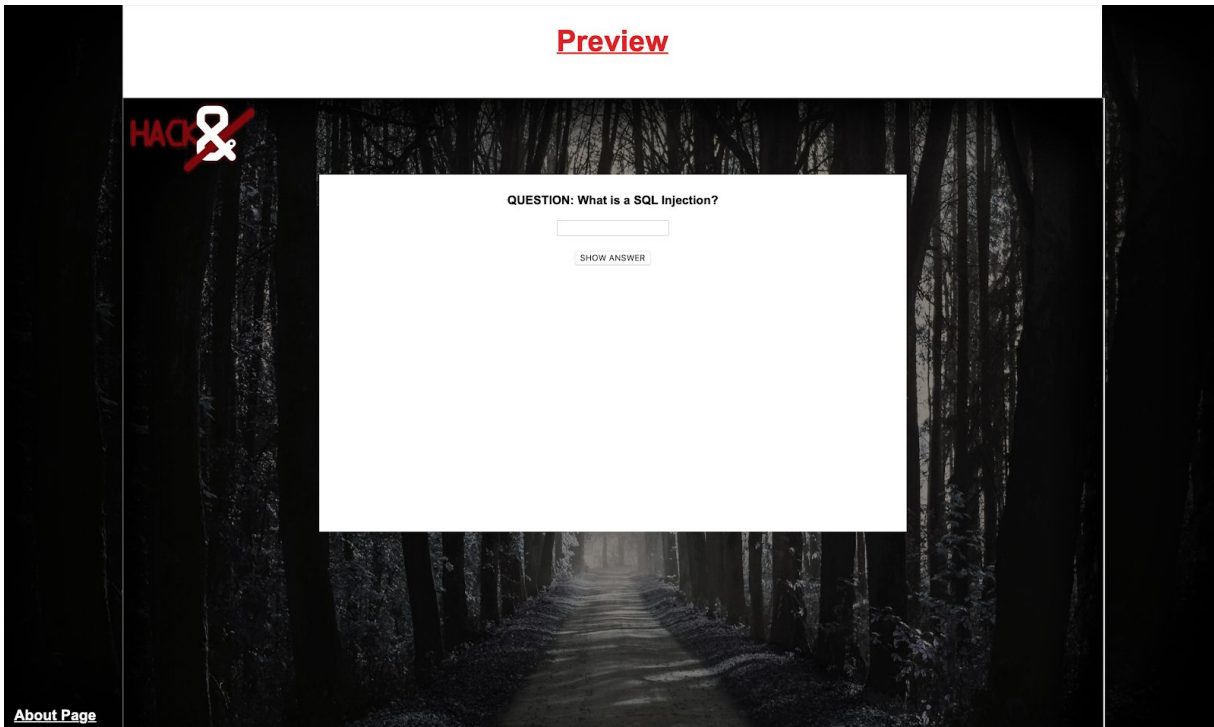 Preview
HACK
QUESTION: What is a SQL Injection?
SHOW ANSWER
About Page